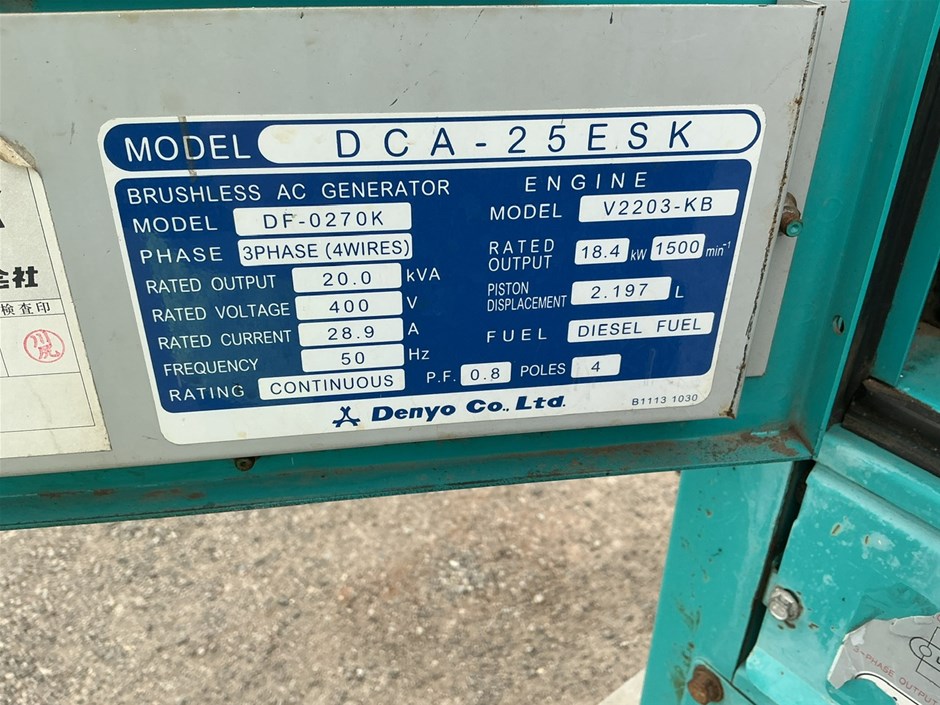 MODEL DCA-25ESK
BRUSHLESS AC GENERATOR
MODEL DF-0270K
PHASE 3PHASE (4WIRES)
RATED OUTPUT 20.0 kVA
RATED VOLTAGE 400 V
RATED CURRENT 28.9 A
FREQUENCY 50 Hz
RATING CONTINUOUS
P.F. 0.8 POLES 4
ENGINE
MODEL V2203-KB
RATED OUTPUT 18.4 kW 1500 min⁻¹
PISTON DISPLACEMENT 2.197 L
FUEL DIESEL FUEL
Denyo Co., Ltd.
B1113 1030
検査印
3-PHASE OUTPUT